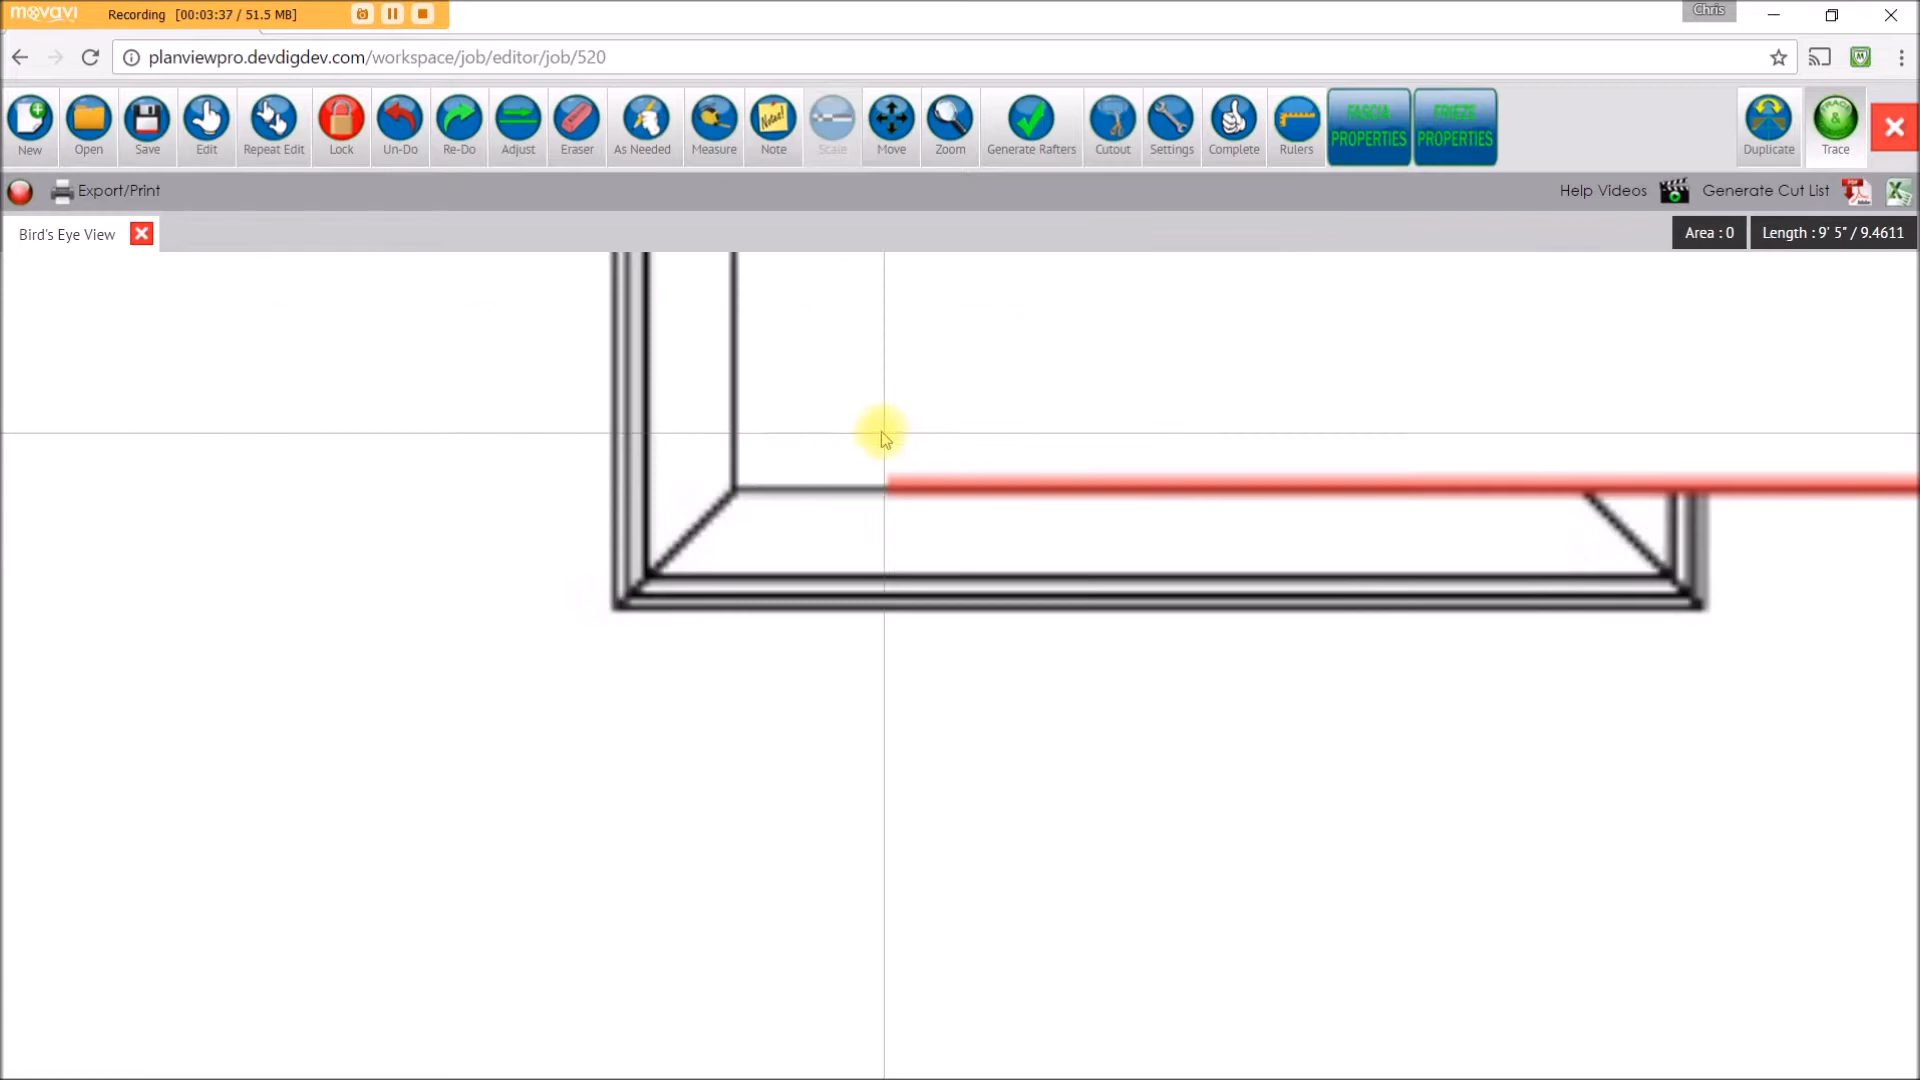 movavi Recording [00:03:37 / 51.5 MB] Chris
planviewpro.devdigdev.com/workspace/job/editor/job/520
FASCIA PROPERTIES
FRIEZE PROPERTIES
Notes!
TRACE &
New Open Save Edit Repeat Edit Lock Un-Do Re-Do Adjust Eraser As Needed Measure Note Scale Move Zoom Generate Rafters Cutout Settings Complete Rulers Duplicate Trace
Export/Print Help Videos Generate Cut List
Bird's Eye View Area : 0 Length : 9' 5" / 9.4611